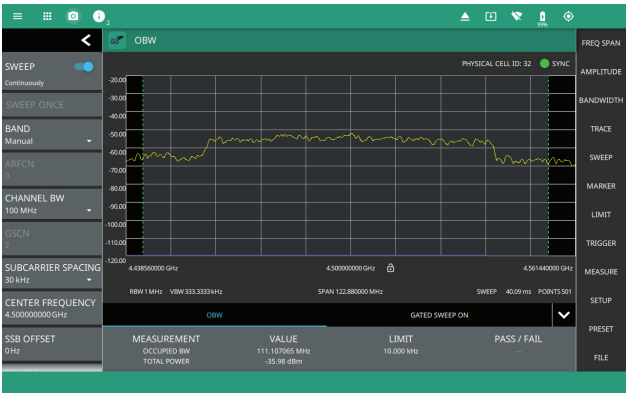 2
99%
5G
OBW
FREQ SPAN
AMPLITUDE
BANDWIDTH
TRACE
SWEEP
MARKER
LIMIT
TRIGGER
MEASURE
SETUP
PRESET
FILE
SWEEP
Continuously
SWEEP ONCE
BAND
Manual
ARFCN
0
CHANNEL BW
100 MHz
GSCN
2
SUBCARRIER SPACING
30 kHz
CENTER FREQUENCY
4.500000000 GHz
SSB OFFSET
0 Hz
PHYSICAL CELL ID: 32 SYNC
-20.00
-30.00
-40.00
-50.00
-60.00
-70.00
-80.00
-90.00
-100.00
-110.00
-120.00
4.438560000 GHz 4.500000000 GHz 4.561440000 GHz
RBW 1 MHz VBW 333.3333 kHz SPAN 122.880000 MHz SWEEP 40.09 ms POINTS 501
OBW GATED SWEEP ON
MEASUREMENT VALUE LIMIT PASS / FAIL
OCCUPIED BW 111.107065 MHz 10.000 kHz ---
TOTAL POWER -35.98 dBm